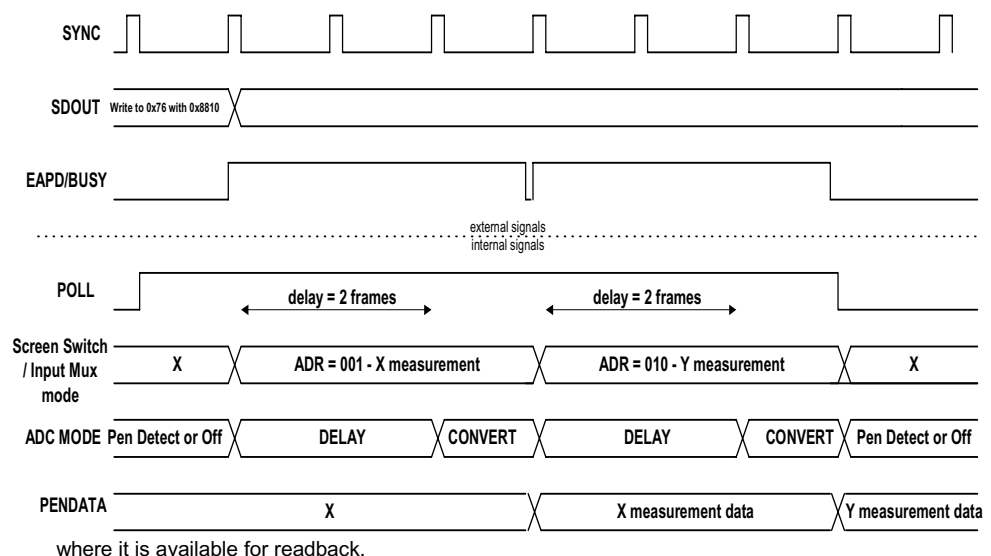 SYNC
SDOUT Write to 0x76 with 0x8810
EAPD/BUSY
external signals
internal signals
POLL delay = 2 frames delay = 2 frames
Screen Switch
/ Input Mux
mode
X ADR = 001 - X measurement ADR = 010 - Y measurement X
ADC MODE Pen Detect or Off DELAY CONVERT DELAY CONVERT Pen Detect or Off
PENDATA X X measurement data Y measurement data
where it is available for readback.